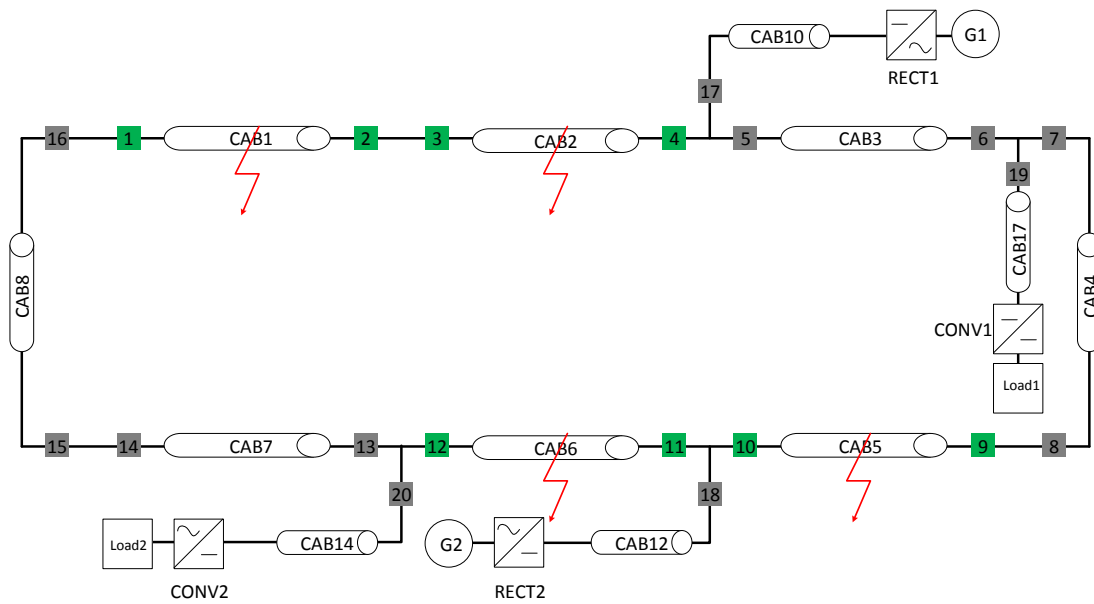 CAB10
G1
RECT1
17
16
1
CAB1
2
3
CAB2
4
5
CAB3
6
7
19
CAB17
CAB8
CAB4
CONV1
Load1
15
14
CAB7
13
12
CAB6
11
10
CAB5
9
8
20
18
Load2
CAB14
G2
CAB12
CONV2
RECT2